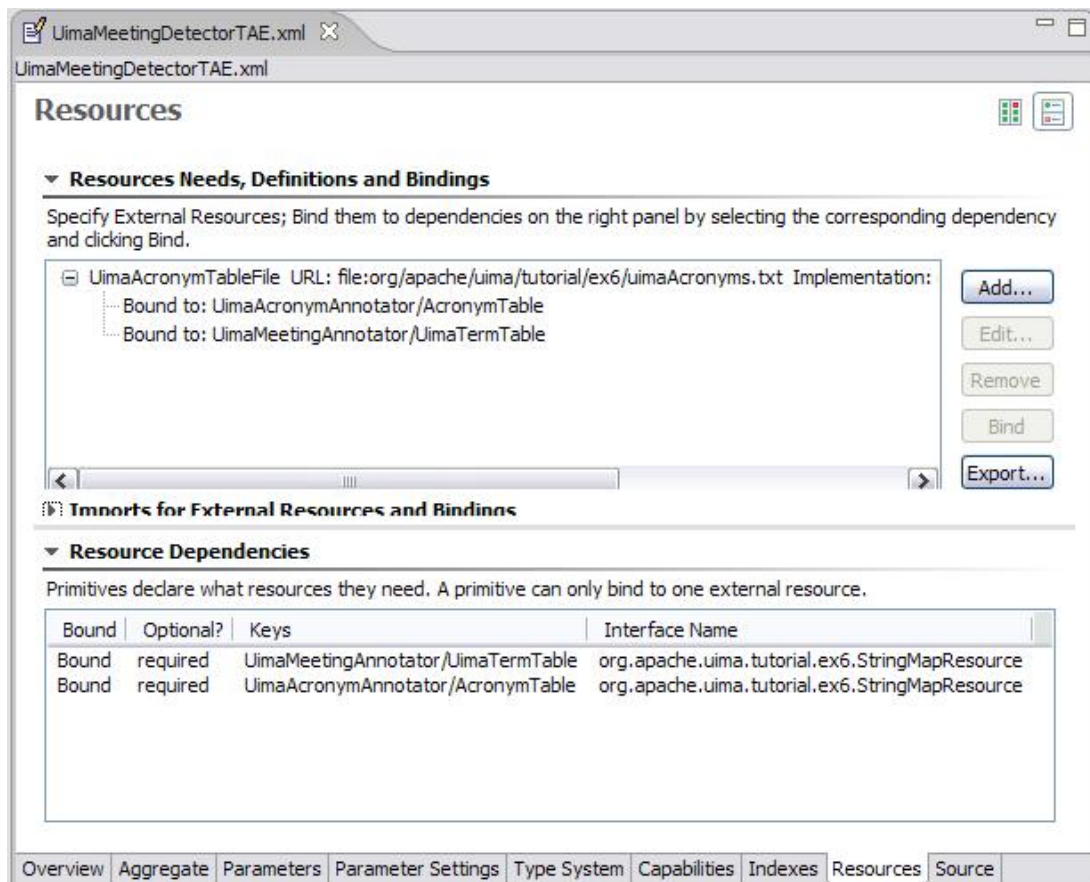 UimaMeetingDetectorTAE.xml
UimaMeetingDetectorTAE.xml
Resources
Resources Needs, Definitions and Bindings
Specify External Resources; Bind them to dependencies on the right panel by selecting the corresponding dependency
and clicking Bind.
UimaAcronymTableFile URL: file:org/apache/uima/tutorial/ex6/uimaAcronyms.txt Implementation:
Bound to: UimaAcronymAnnotator/AcronymTable
Bound to: UimaMeetingAnnotator/UimaTermTable
Add...
Edit...
Remove
Bind
Export...
Imports for External Resources and Bindings
Resource Dependencies
Primitives declare what resources they need. A primitive can only bind to one external resource.
Bound Optional? Keys Interface Name
Bound required UimaMeetingAnnotator/UimaTermTable org.apache.uima.tutorial.ex6.StringMapResource
Bound required UimaAcronymAnnotator/AcronymTable org.apache.uima.tutorial.ex6.StringMapResource
Overview Aggregate Parameters Parameter Settings Type System Capabilities Indexes Resources Source